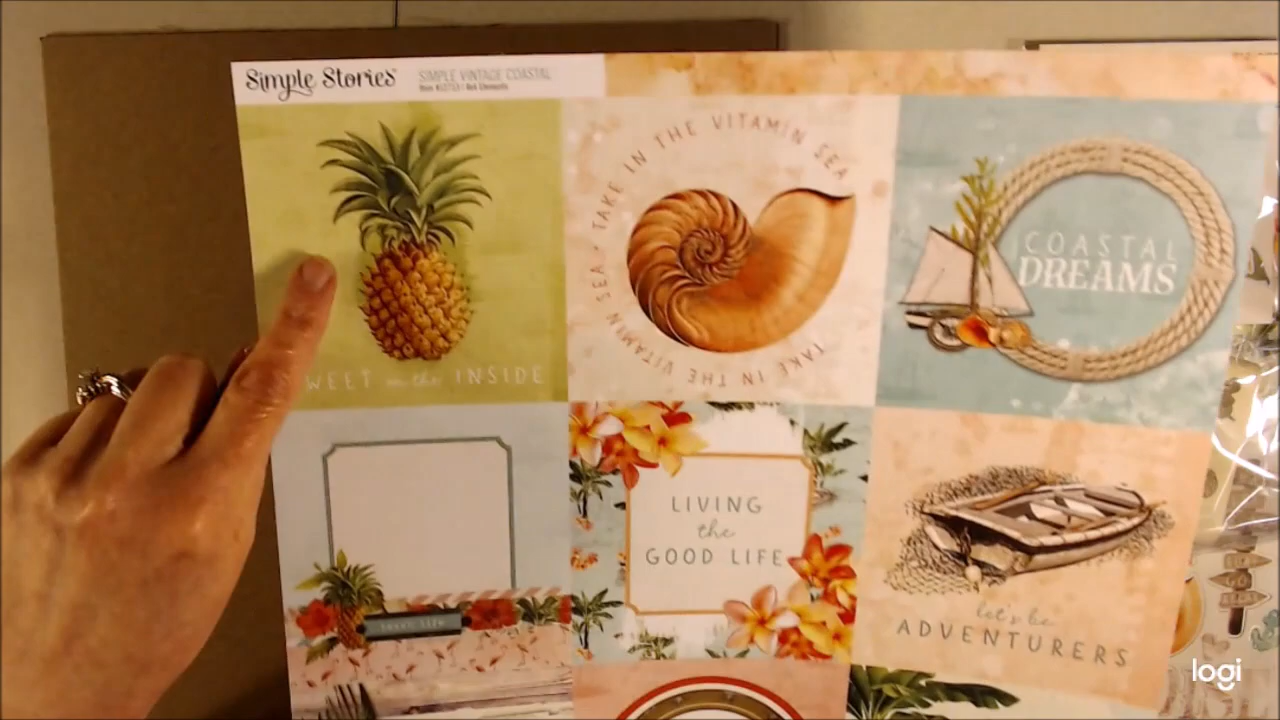 Simple Stories
SIMPLE VINTAGE COASTAL
TAKE IN THE VITAMIN SEA • TAKE IN THE VITAMIN SEA
COASTAL
DREAMS
WEET on the INSIDE
LIVING
the
GOOD LIFE
let's be
ADVENTURERS
logi